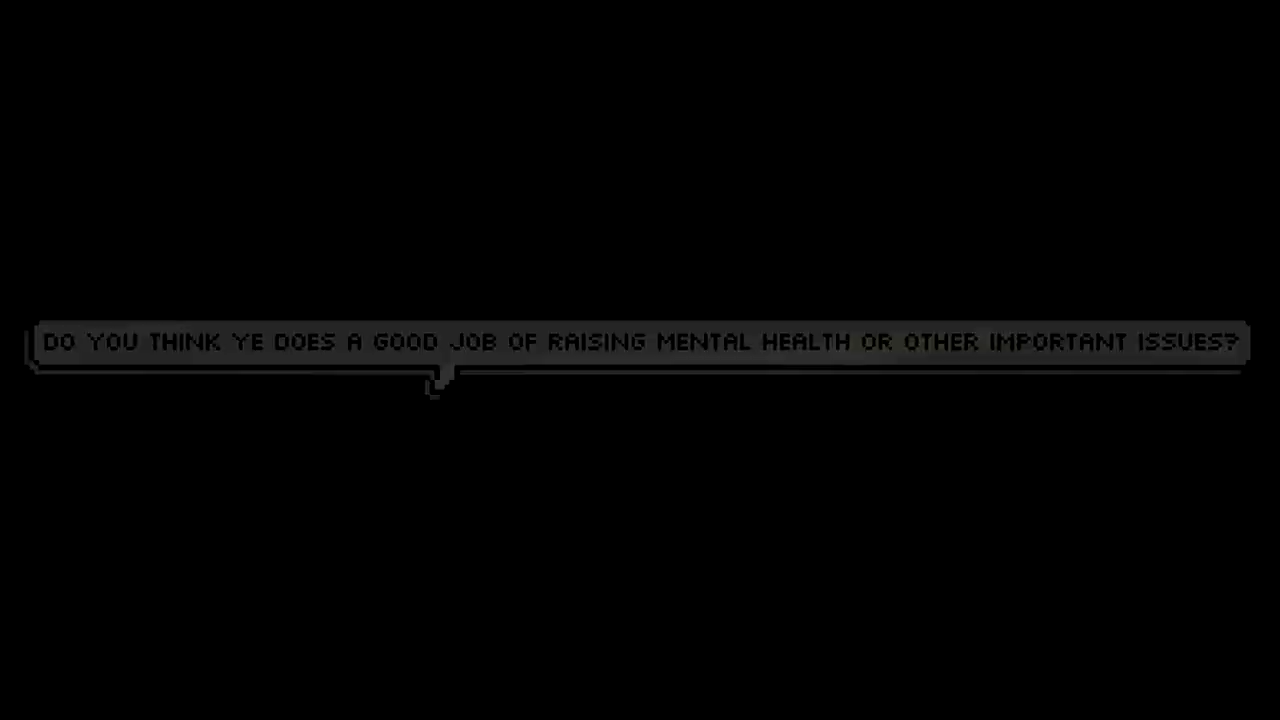 DO YOU THINK YE DOES A GOOD JOB OF RAISING MENTAL HEALTH OR OTHER IMPORTANT ISSUES?